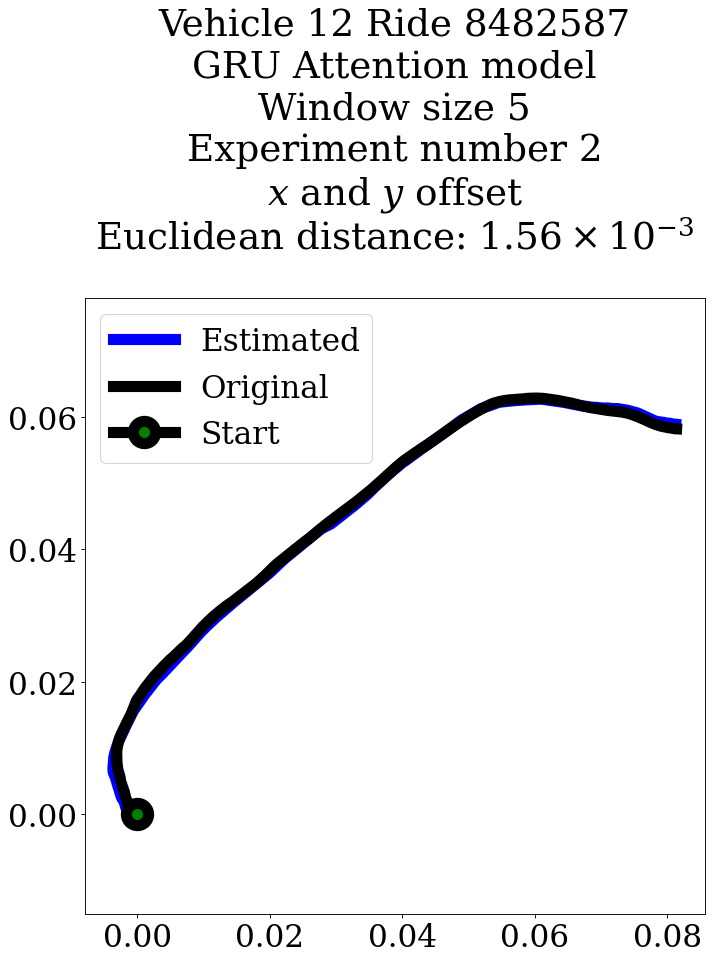 Vehicle 12 Ride 8482587
GRU Attention model
Window size 5
Experiment number 2
x and y offset
Euclidean distance: 1.56 × 10⁻³
Estimated
Original
Start
0.06
0.04
0.02
0.00
0.00 0.02 0.04 0.06 0.08